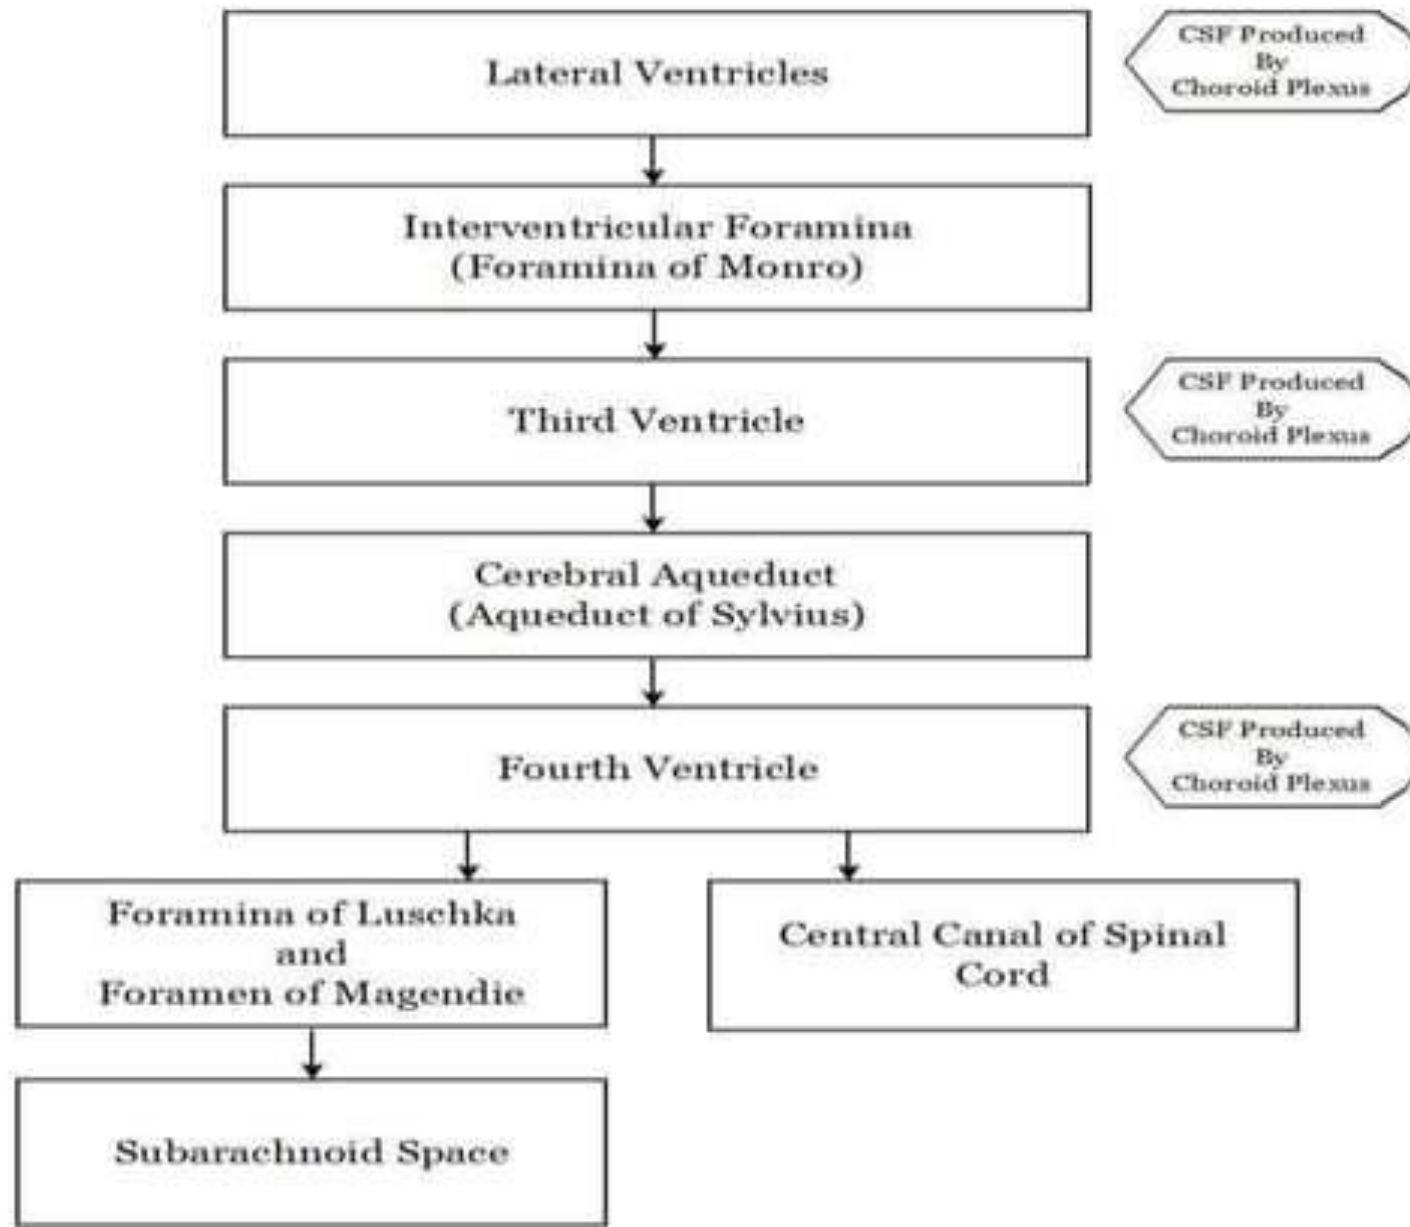 Lateral Ventricles
CSF Produced
By
Choroid Plexus
Interventricular Foramina
(Foramina of Monro)
Third Ventricle
CSF Produced
By
Choroid Plexus
Cerebral Aqueduct
(Aqueduct of Sylvius)
Fourth Ventricle
CSF Produced
By
Choroid Plexus
Foramina of Luschka
and
Foramen of Magendie
Central Canal of Spinal
Cord
Subarachnoid Space